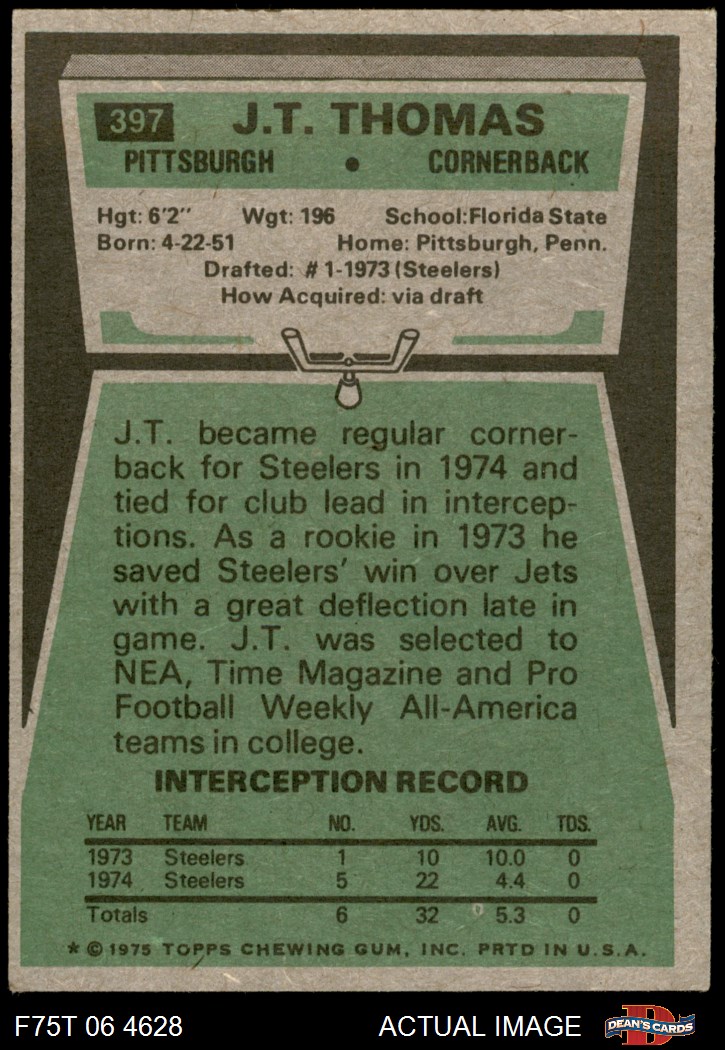 397 J.T. THOMAS
PITTSBURGH • CORNERBACK
Hgt: 6'2" Wgt: 196 School:Florida State
Born: 4-22-51 Home: Pittsburgh, Penn.
Drafted: #1-1973 (Steelers)
How Acquired: via draft
J.T. became regular corner-
back for Steelers in 1974 and
tied for club lead in intercep-
tions. As a rookie in 1973 he
saved Steelers' win over Jets
with a great deflection late in
game. J.T. was selected to
NEA, Time Magazine and Pro
Football Weekly All-America
teams in college.
INTERCEPTION RECORD
YEAR TEAM NO. YDS. AVG. TDS.
1973 Steelers 1 10 10.0 0
1974 Steelers 5 22 4.4 0
Totals 6 32 5.3 0
* © 1975 TOPPS CHEWING GUM, INC. PRTD IN U.S.A.
F75T 06 4628 ACTUAL IMAGE D DEAN'S CARDS